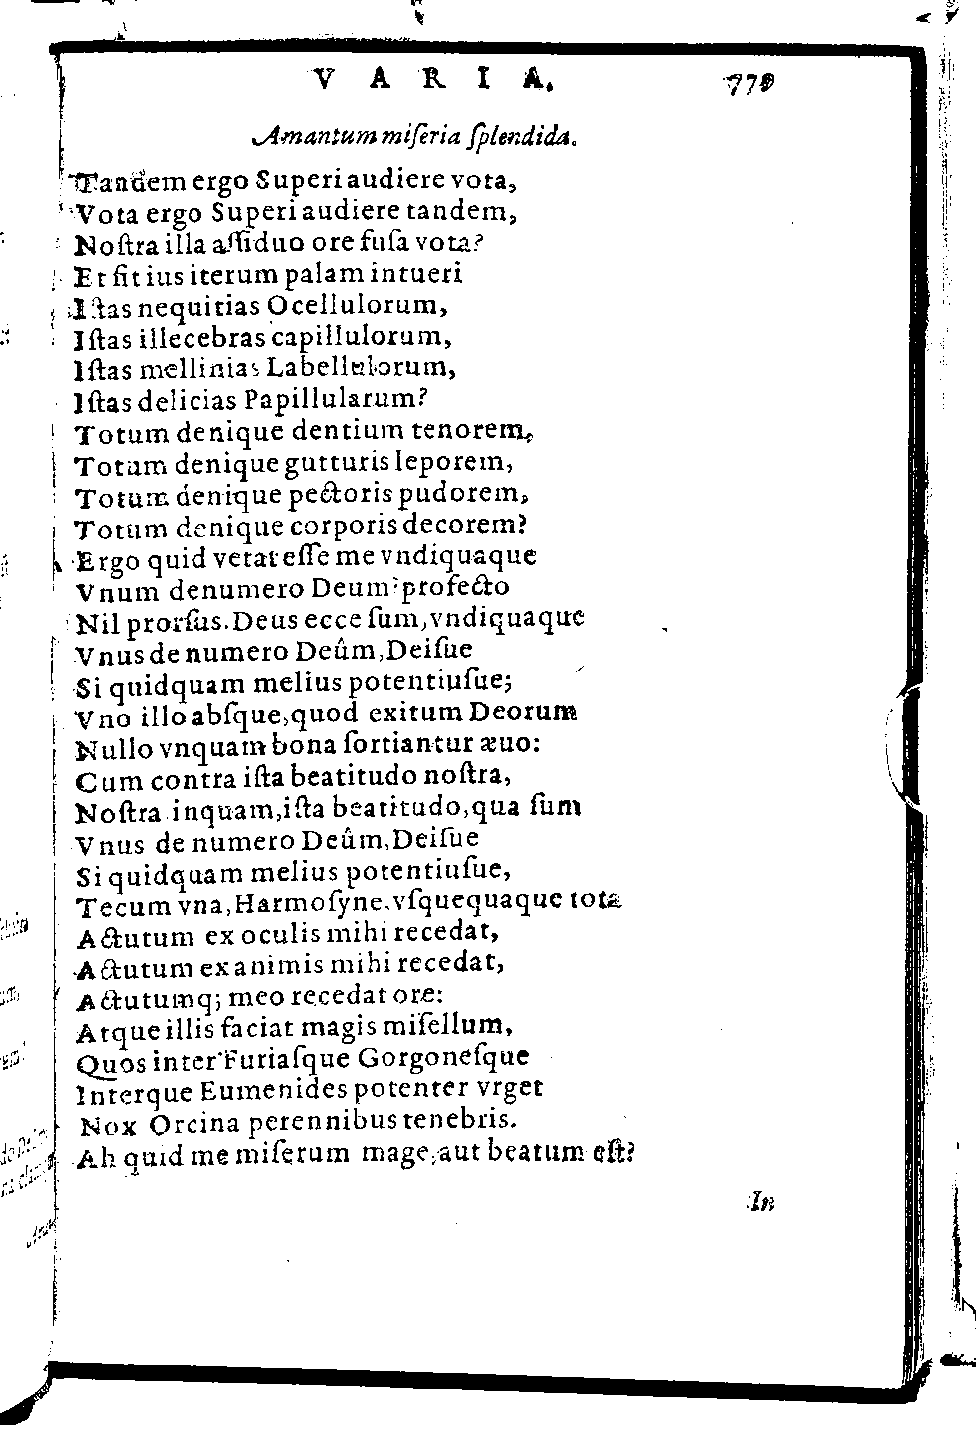 VARIA. 779
Amantum miſeria ſplendida.
Tandem ergo Superi audiere vota,
Vota ergo Superi audiere tandem,
Noſtra illa aſſiduo ore fuſa vota?
Et fit ius iterum palam intueri
Iſtas nequitias Ocellulorum,
Iſtas illecebras capillulorum,
Iſtas mellinias Labellulorum,
Iſtas delicias Papillularum?
Totum denique dentium tenorem,
Totum denique gutturis leporem,
Totum denique pectoris pudorem,
Totum denique corporis decorem?
Ergo quid vetat eſſe me vndiquaque
Vnum de numero Deum? profecto
Nil prorſus. Deus ecce ſum, vndiquaque
Vnus de numero Deûm, Deiſue
Si quidquam melius potentiuſue;
Vno illo abſque, quod exitum Deorum
Nullo vnquam bona ſortiantur æuo:
Cum contra iſta beatitudo noſtra,
Noſtra inquam, iſta beatitudo, qua ſum
Vnus de numero Deûm, Deiſue
Si quidquam melius potentiuſue,
Tecum vna, Harmoſyne. vſquequaque tota
Actutum ex oculis mihi recedat,
Actutum ex animis mihi recedat,
Actutumq; meo recedat ore:
Atque illis faciat magis miſellum,
Quos inter Furiaſque Gorgoneſque
Interque Eumenides potenter vrget
Nox Orcina perennibus tenebris.
Ah quid me miſerum mage, aut beatum eſt?
In